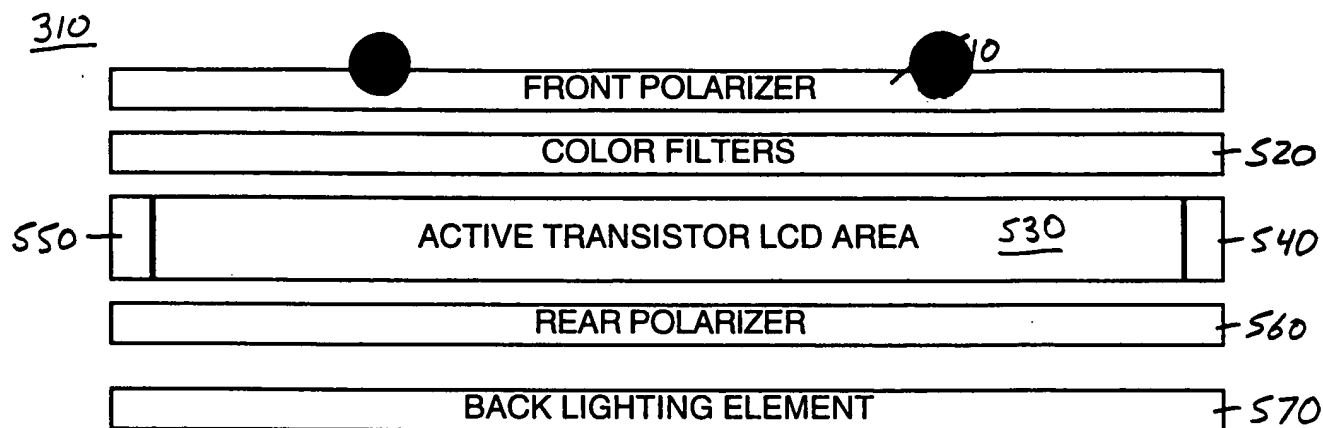 310
FRONT POLARIZER
COLOR FILTERS
520
550
ACTIVE TRANSISTOR LCD AREA
530
540
REAR POLARIZER
560
BACK LIGHTING ELEMENT
570